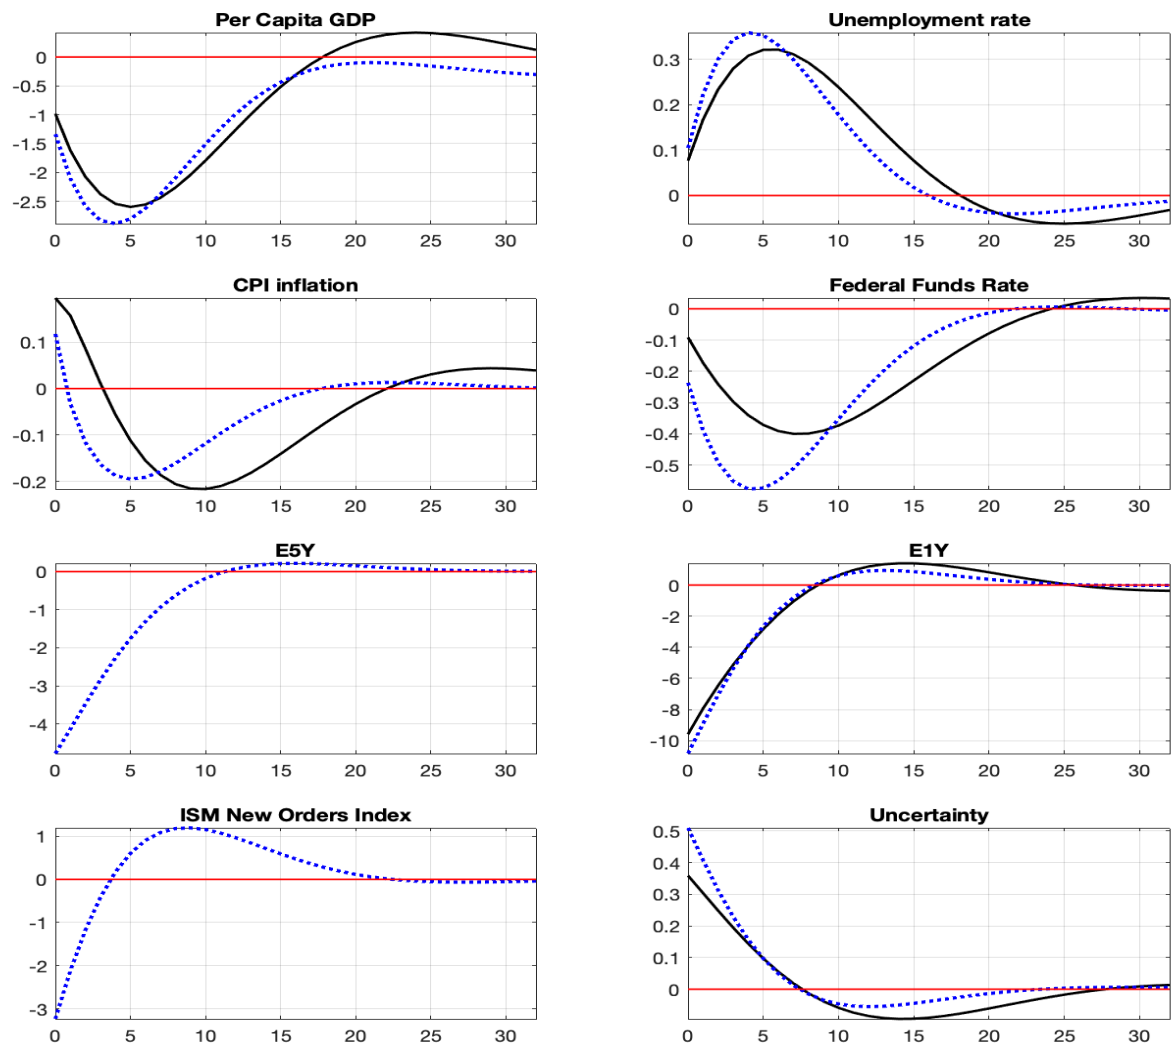 Per Capita GDP
0
-0.5
-1
-1.5
-2
-2.5
0 5 10 15 20 25 30
Unemployment rate
0.3
0.2
0.1
0
0 5 10 15 20 25 30
CPI inflation
0.1
0
-0.1
-0.2
0 5 10 15 20 25 30
Federal Funds Rate
0
-0.1
-0.2
-0.3
-0.4
-0.5
0 5 10 15 20 25 30
E5Y
0
-1
-2
-3
-4
0 5 10 15 20 25 30
E1Y
0
-2
-4
-6
-8
-10
0 5 10 15 20 25 30
ISM New Orders Index
1
0
-1
-2
-3
0 5 10 15 20 25 30
Uncertainty
0.5
0.4
0.3
0.2
0.1
0
0 5 10 15 20 25 30